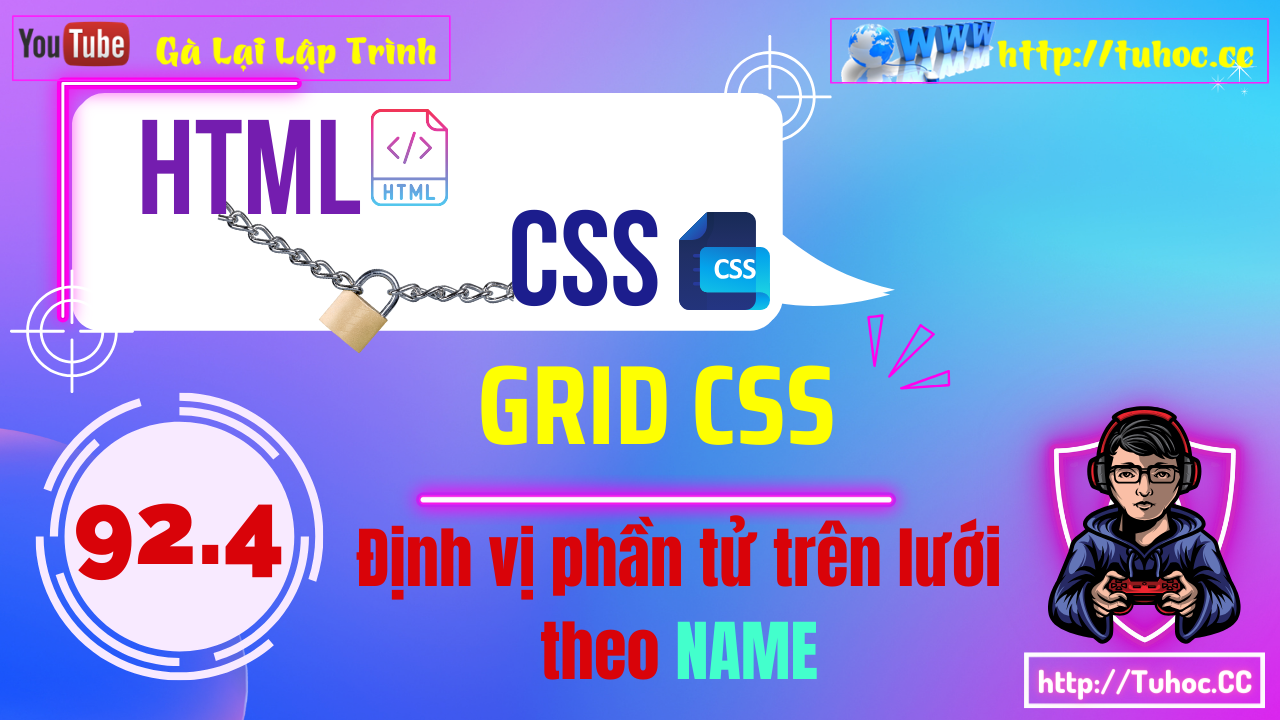 YouTube
Gà Lại Lập Trình
WWW
http://tuhoc.cc
HTML
</>
HTML
CSS
CSS
GRID CSS
92.4
Định vị phần tử trên lưới
theo NAME
http://Tuhoc.CC